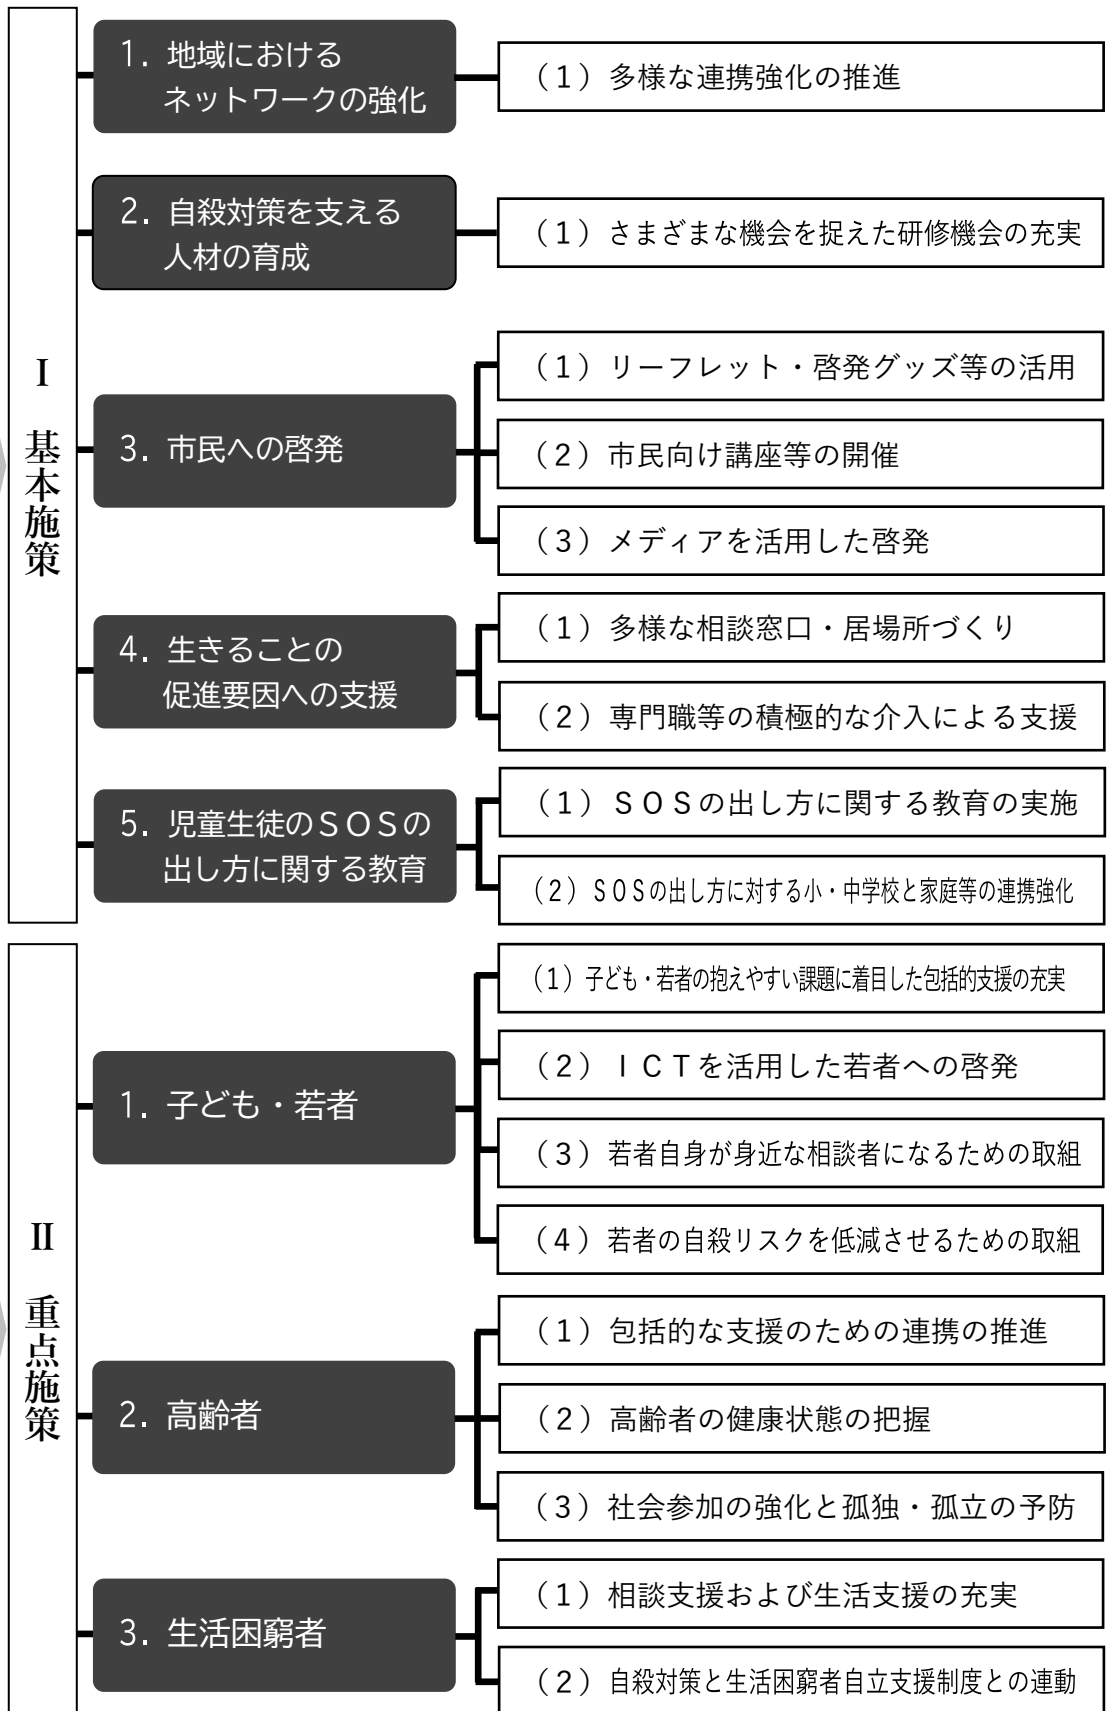 Ⅰ 基本施策
1. 地域における
ネットワークの強化
（１）多様な連携強化の推進
2. 自殺対策を支える
人材の育成
（１）さまざまな機会を捉えた研修機会の充実
3. 市民への啓発
（１）リーフレット・啓発グッズ等の活用
（２）市民向け講座等の開催
（３）メディアを活用した啓発
4. 生きることの
促進要因への支援
（１）多様な相談窓口・居場所づくり
（２）専門職等の積極的な介入による支援
5. 児童生徒のＳＯＳの
出し方に関する教育
（１）ＳＯＳの出し方に関する教育の実施
（２）ＳＯＳの出し方に対する小・中学校と家庭等の連携強化
Ⅱ 重点施策
1. 子ども・若者
（１）子ども・若者の抱えやすい課題に着目した包括的支援の充実
（２）ＩＣＴを活用した若者への啓発
（３）若者自身が身近な相談者になるための取組
（４）若者の自殺リスクを低減させるための取組
2. 高齢者
（１）包括的な支援のための連携の推進
（２）高齢者の健康状態の把握
（３）社会参加の強化と孤独・孤立の予防
3. 生活困窮者
（１）相談支援および生活支援の充実
（２）自殺対策と生活困窮者自立支援制度との連動